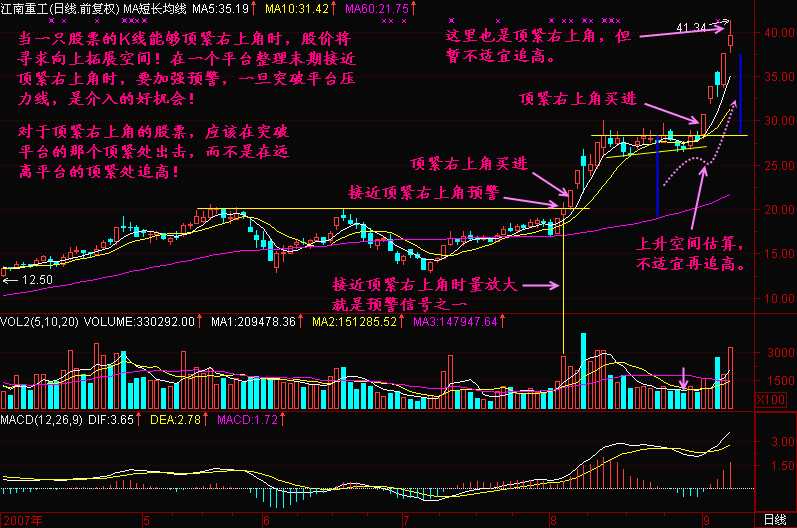 江南重工(日线.前复权) MA短长均线 MA5:35.19↑ MA10:31.42↑ MA60:21.75↑
当一只股票的K线能够顶紧右上角时，股价将
寻求向上拓展空间！在一个平台整理末期接近
顶紧右上角时，要加强预警，一旦突破平台压
力线，是介入的好机会！
对于顶紧右上角的股票，应该在突破
平台的那个顶紧处出击，而不是在远
离平台的顶紧处追高！
41.34
这里也是顶紧右上角，但
暂不适宜追高。
顶紧右上角买进
顶紧右上角买进
接近顶紧右上角预警
上升空间估算，
不适宜再追高。
接近顶紧右上角时量放大
就是预警信号之一
12.50
40.00
35.00
30.00
25.00
20.00
15.00
10.00
VOL2(5,10,20) VOLUME:330292.00↑ MA1:209478.36↑ MA2:151285.52↑ MA3:147947.64↑
3000
1500
X100
MACD(12,26,9) DIF:3.65↑ DEA:2.78↑ MACD:1.72↑
3.00
1.50
2007年 5 6 7 8 9 日线